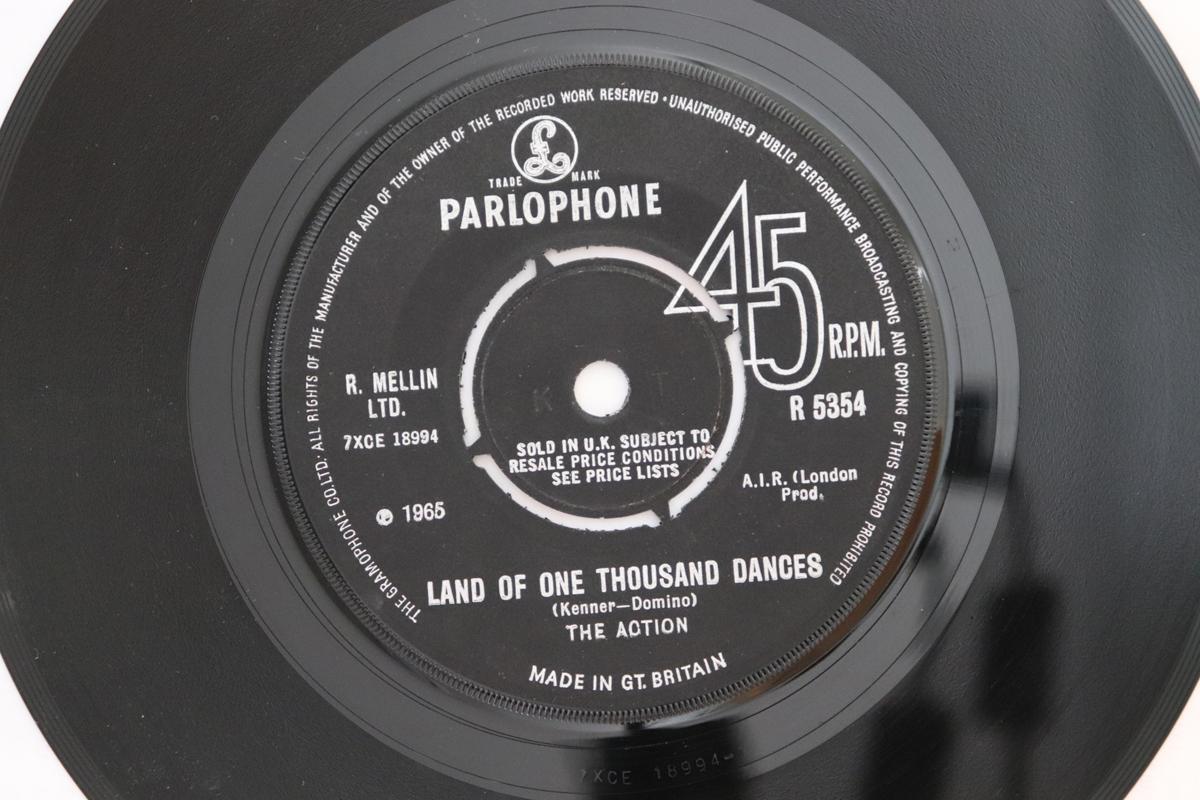 THE GRAMOPHONE CO. LTD. ALL RIGHTS OF THE MANUFACTURER AND OF THE OWNER OF THE RECORDED WORK RESERVED • UNAUTHORISED PUBLIC PERFORMANCE BROADCASTING AND COPYING OF THIS RECORD PROHIBITED
£
TRADE MARK
PARLOPHONE
45
R.P.M.
R 5354
R. MELLIN
LTD.
7XCE 18994
K T
SOLD IN U.K. SUBJECT TO
RESALE PRICE CONDITIONS
SEE PRICE LISTS
A.I.R. (London
Prod.
℗ 1965
LAND OF ONE THOUSAND DANCES
(Kenner—Domino)
THE ACTION
MADE IN GT. BRITAIN
7XCE 18994-